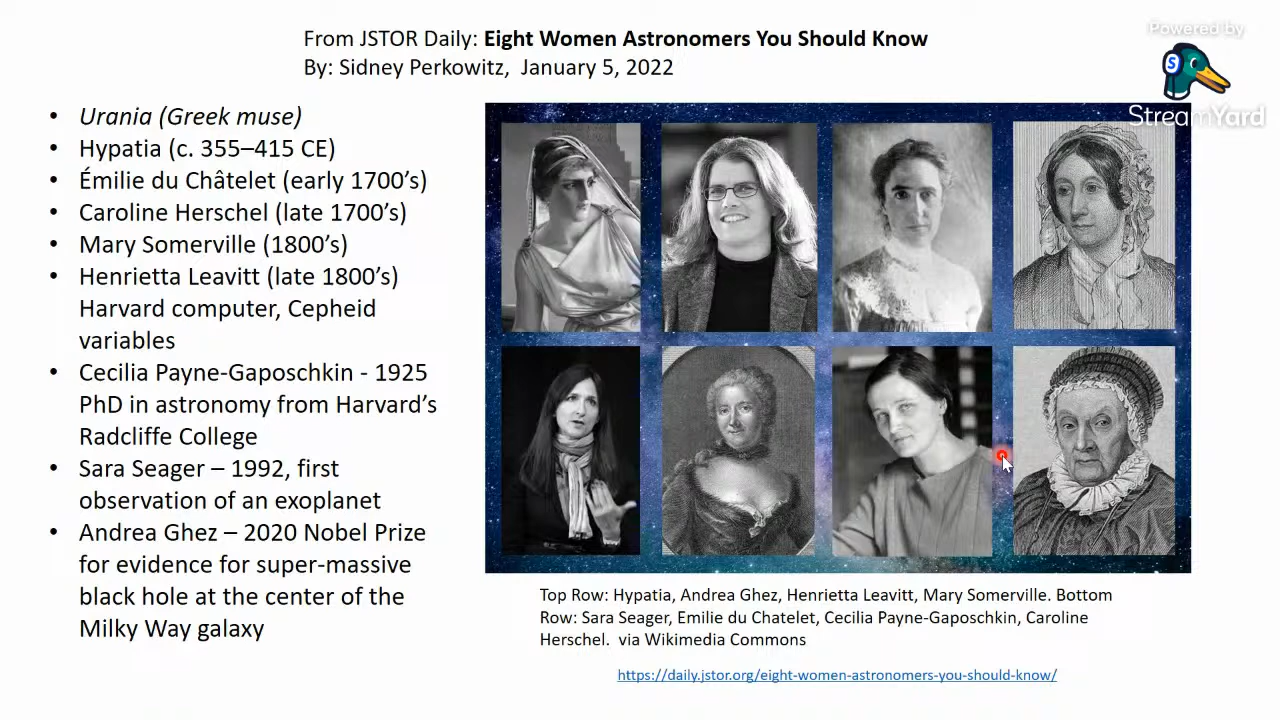 From JSTOR Daily: Eight Women Astronomers You Should Know
By: Sidney Perkowitz, January 5, 2022
Powered by
StreamYard
• Urania (Greek muse)
• Hypatia (c. 355–415 CE)
• Émilie du Châtelet (early 1700’s)
• Caroline Herschel (late 1700’s)
• Mary Somerville (1800’s)
• Henrietta Leavitt (late 1800’s)
Harvard computer, Cepheid
variables
• Cecilia Payne-Gaposchkin - 1925
PhD in astronomy from Harvard’s
Radcliffe College
• Sara Seager – 1992, first
observation of an exoplanet
• Andrea Ghez – 2020 Nobel Prize
for evidence for super-massive
black hole at the center of the
Milky Way galaxy
Top Row: Hypatia, Andrea Ghez, Henrietta Leavitt, Mary Somerville. Bottom
Row: Sara Seager, Emilie du Chatelet, Cecilia Payne-Gaposchkin, Caroline
Herschel. via Wikimedia Commons
https://daily.jstor.org/eight-women-astronomers-you-should-know/